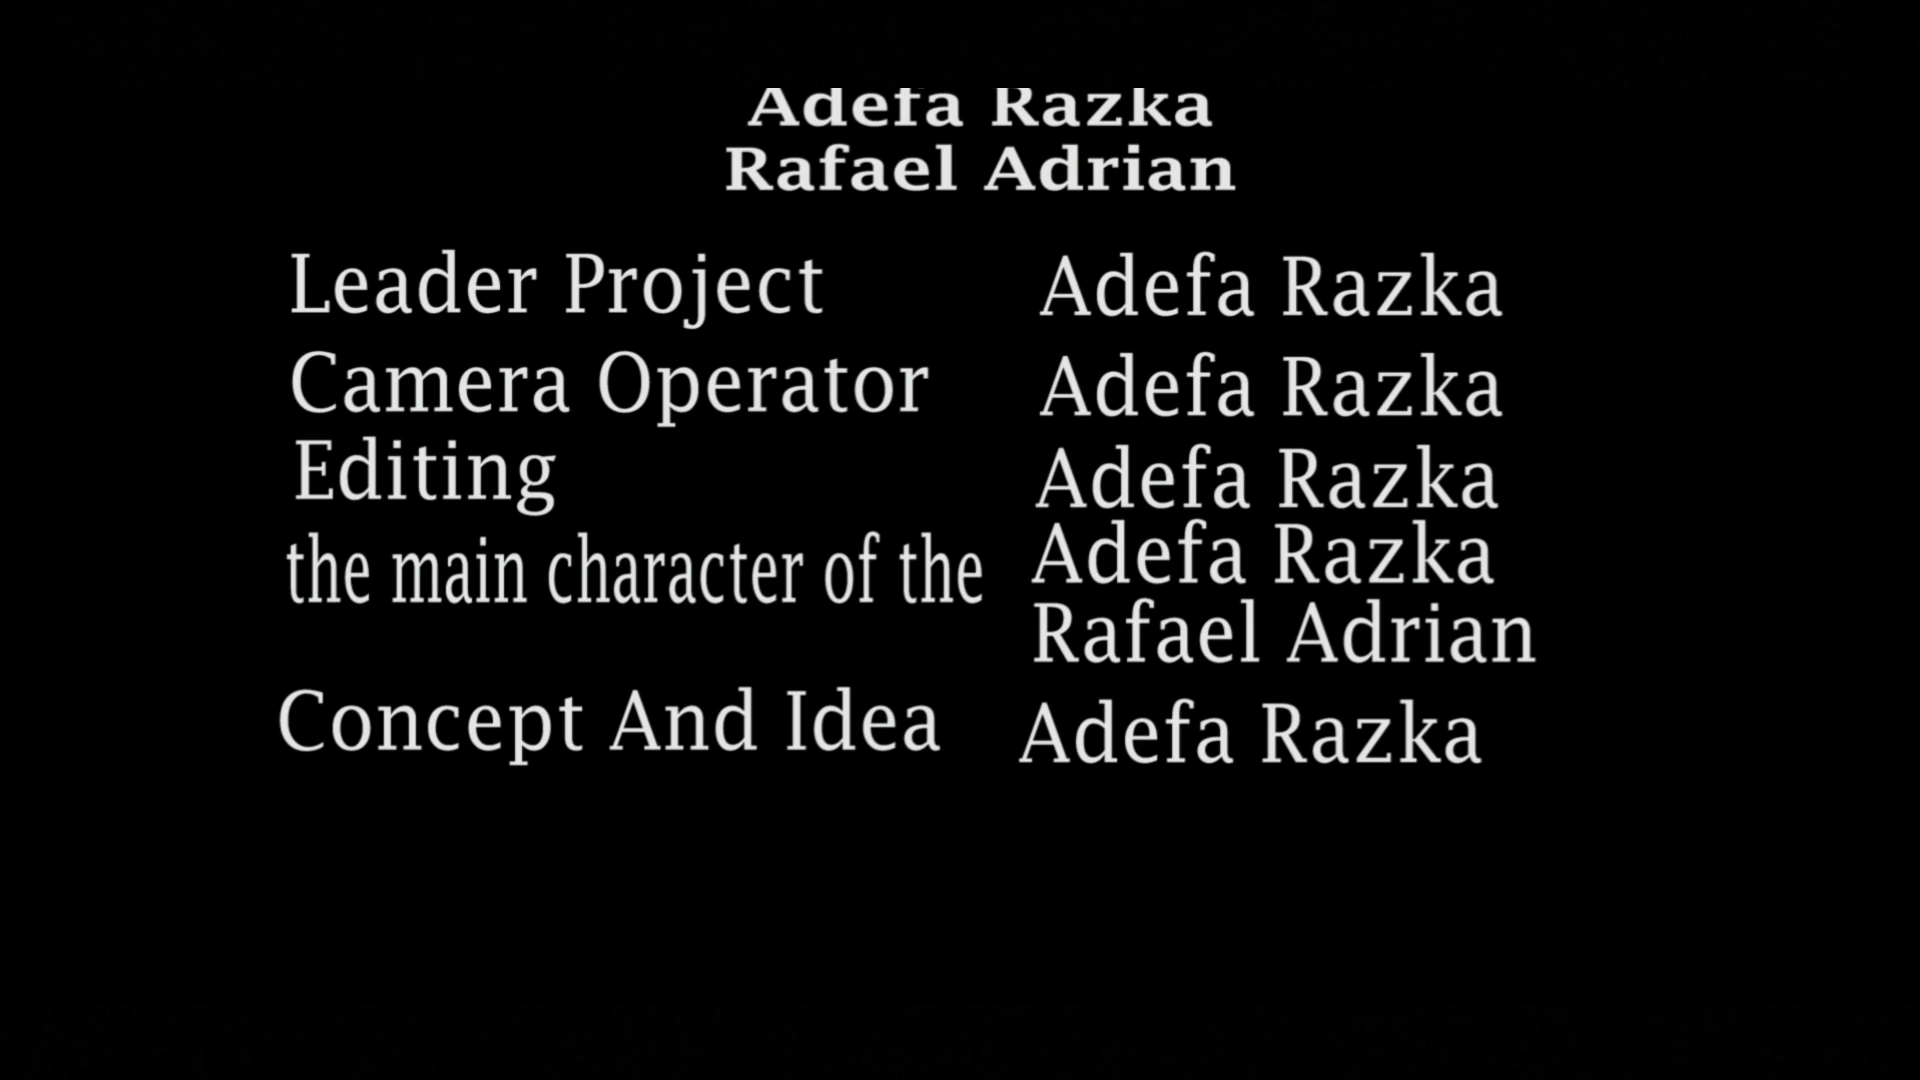 Adefa Razka
Rafael Adrian
Leader Project Adefa Razka
Camera Operator Adefa Razka
Editing Adefa Razka
the main character of the Adefa Razka
Rafael Adrian
Concept And Idea Adefa Razka